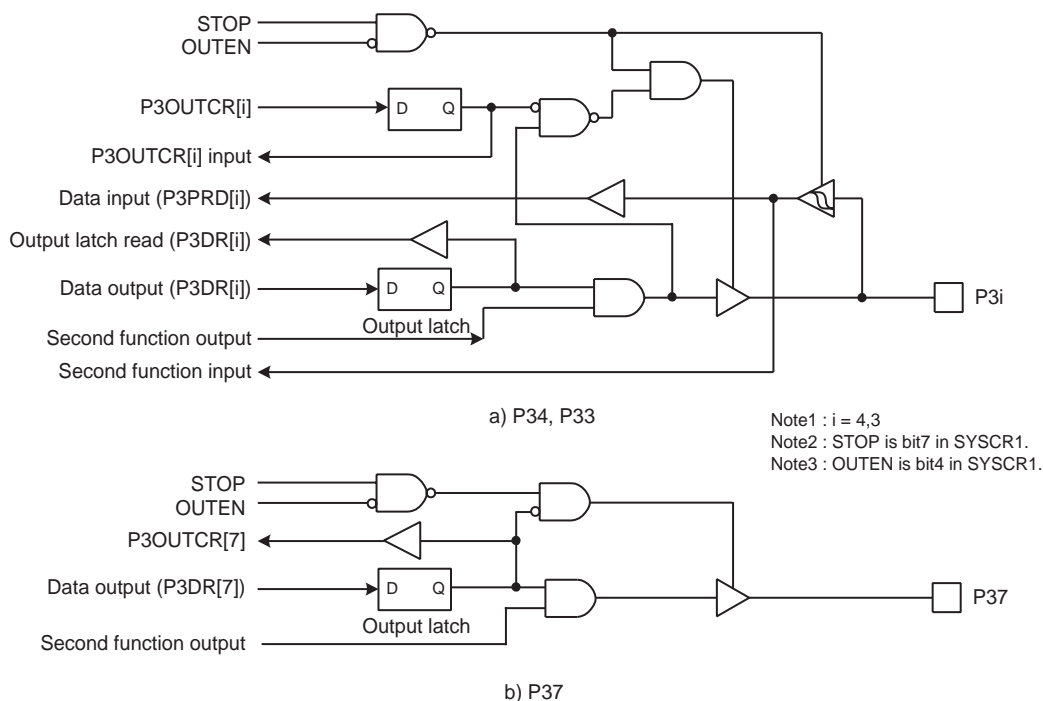 STOP
OUTEN
P3OUTCR[i]
D Q
P3OUTCR[i] input
Data input (P3PRD[i])
Output latch read (P3DR[i])
Data output (P3DR[i])
D Q
P3i
Output latch
Second function output
Second function input
a) P34, P33
Note1 : i = 4,3
Note2 : STOP is bit7 in SYSCR1.
Note3 : OUTEN is bit4 in SYSCR1.
STOP
OUTEN
P3OUTCR[7]
Data output (P3DR[7])
D Q
P37
Output latch
Second function output
b) P37